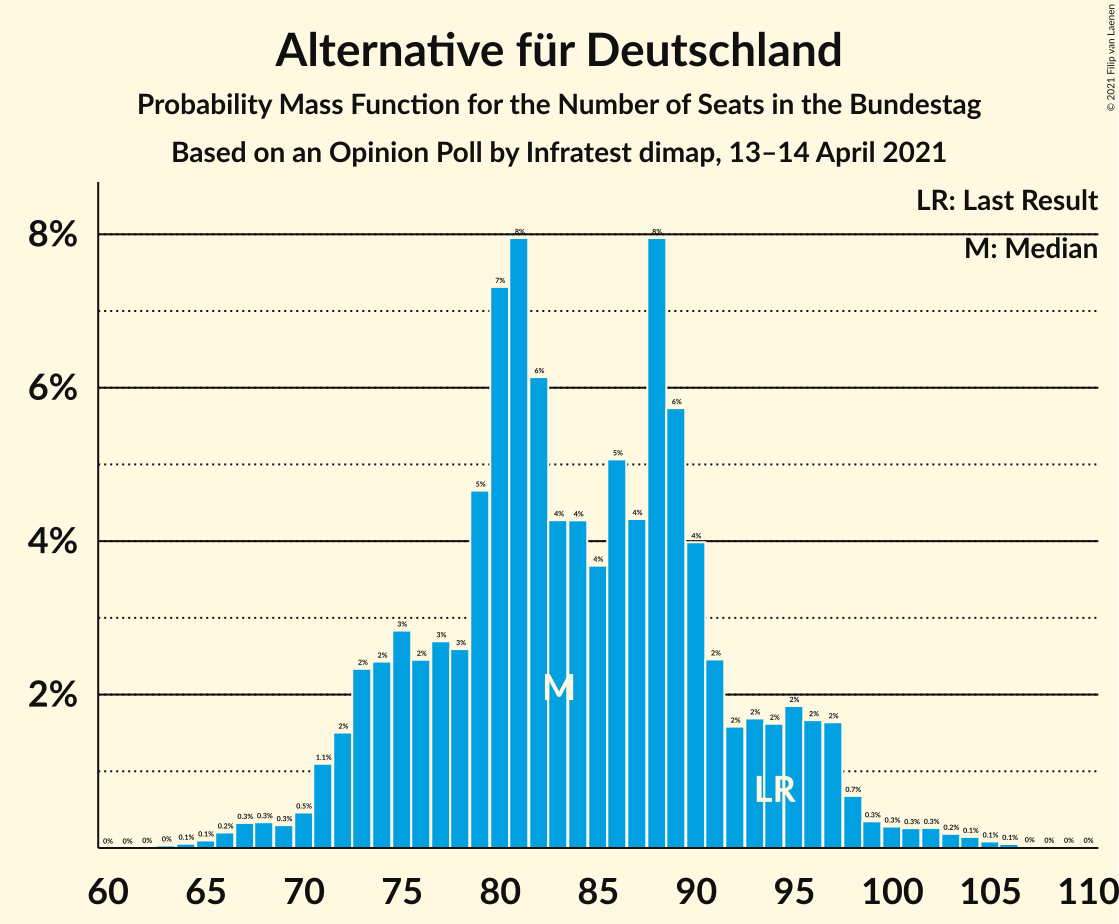 © 2021 Filip van Laenen
Alternative für Deutschland
Probability Mass Function for the Number of Seats in the Bundestag
Based on an Opinion Poll by Infratest dimap, 13–14 April 2021
LR: Last Result
M: Median
8%
6%
4%
2%
0% 0% 0% 0% 0.1% 0.1% 0.2% 0.3% 0.3% 0.3% 0.5% 1.1% 2% 2% 2% 3% 2% 3% 3% 5% 7% 8% 6% 4% 4% 4% 5% 4% 8% 6% 4% 2% 2% 2% 2% 2% 2% 2% 0.7% 0.3% 0.3% 0.3% 0.3% 0.2% 0.1% 0.1% 0.1% 0% 0% 0% 0%
M
LR
60 65 70 75 80 85 90 95 100 105 110